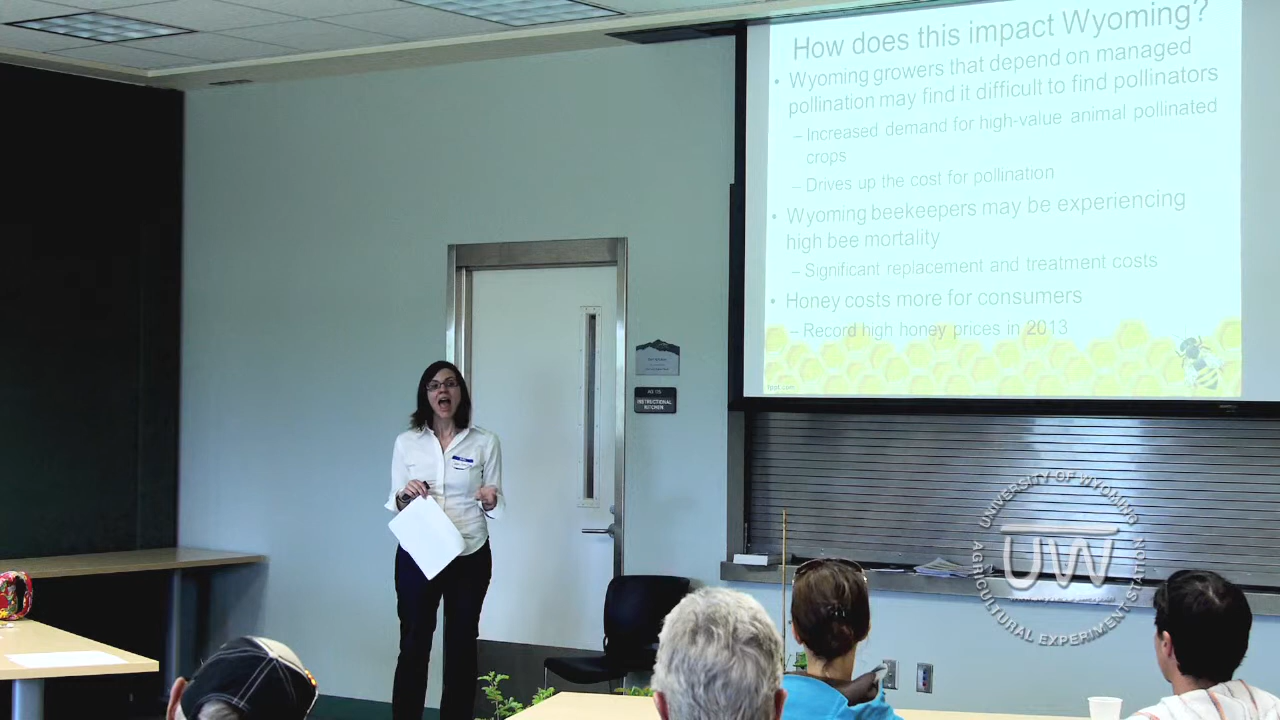 How does this impact Wyoming?
• Wyoming growers that depend on managed
pollination may find it difficult to find pollinators
– Increased demand for high-value animal pollinated
crops
– Drives up the cost for pollination
• Wyoming beekeepers may be experiencing
high bee mortality
– Significant replacement and treatment costs
• Honey costs more for consumers
– Record high honey prices in 2013
INSTRUCTIONAL
KITCHEN
UNIVERSITY OF WYOMING
UW
AGRICULTURAL EXPERIMENT STATION